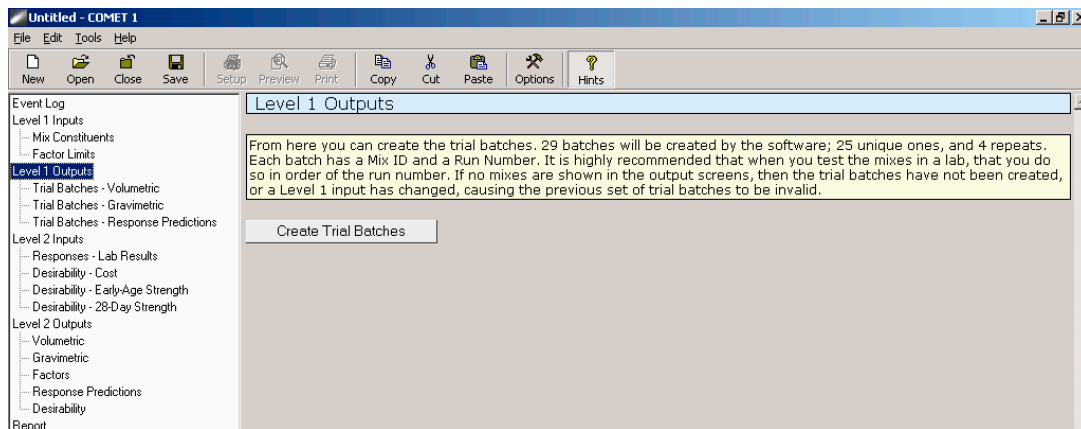 Untitled - COMET 1
File Edit Tools Help
New Open Close Save Setup Preview Print Copy Cut Paste Options Hints
Event Log
Level 1 Inputs
Mix Constituents
Factor Limits
Level 1 Outputs
Trial Batches - Volumetric
Trial Batches - Gravimetric
Trial Batches - Response Predictions
Level 2 Inputs
Responses - Lab Results
Desirability - Cost
Desirability - Early-Age Strength
Desirability - 28-Day Strength
Level 2 Outputs
Volumetric
Gravimetric
Factors
Response Predictions
Desirability
Report
Level 1 Outputs
From here you can create the trial batches. 29 batches will be created by the software; 25 unique ones, and 4 repeats.
Each batch has a Mix ID and a Run Number. It is highly recommended that when you test the mixes in a lab, that you do
so in order of the run number. If no mixes are shown in the output screens, then the trial batches have not been created,
or a Level 1 input has changed, causing the previous set of trial batches to be invalid.
Create Trial Batches